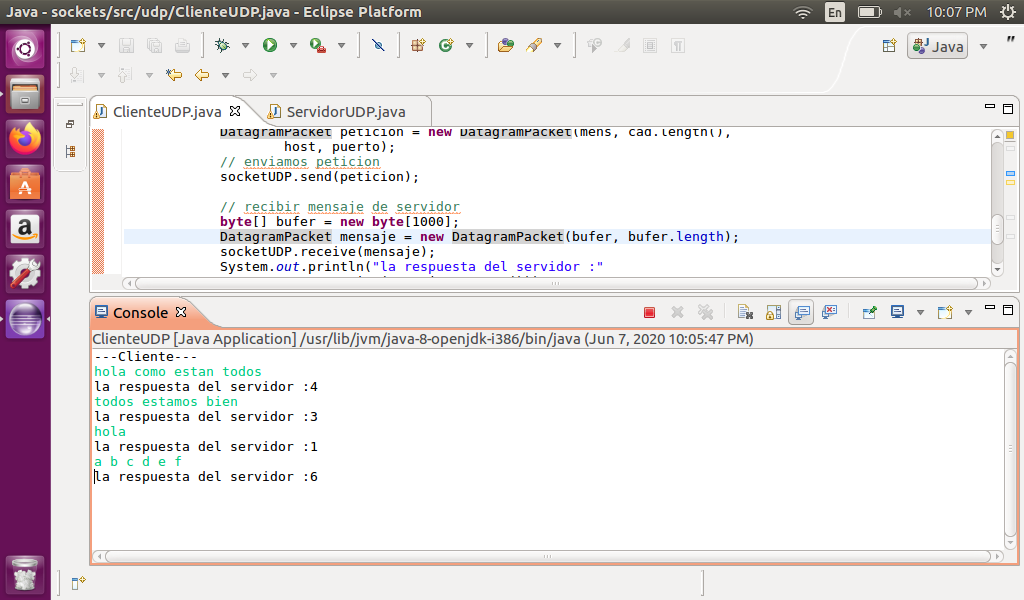 Java - sockets/src/udp/ClienteUDP.java - Eclipse Platform
En
10:07 PM
Java
ClienteUDP.java
ServidorUDP.java
DatagramPacket peticion = new DatagramPacket(mens, cad.length(),
host, puerto);
// enviamos peticion
socketUDP.send(peticion);
// recibir mensaje de servidor
byte[] bufer = new byte[1000];
DatagramPacket mensaje = new DatagramPacket(bufer, bufer.length);
socketUDP.receive(mensaje);
System.out.println("la respuesta del servidor :"
Console
ClienteUDP [Java Application] /usr/lib/jvm/java-8-openjdk-i386/bin/java (Jun 7, 2020 10:05:47 PM)
---Cliente---
hola como estan todos
la respuesta del servidor :4
todos estamos bien
la respuesta del servidor :3
hola
la respuesta del servidor :1
a b c d e f
la respuesta del servidor :6